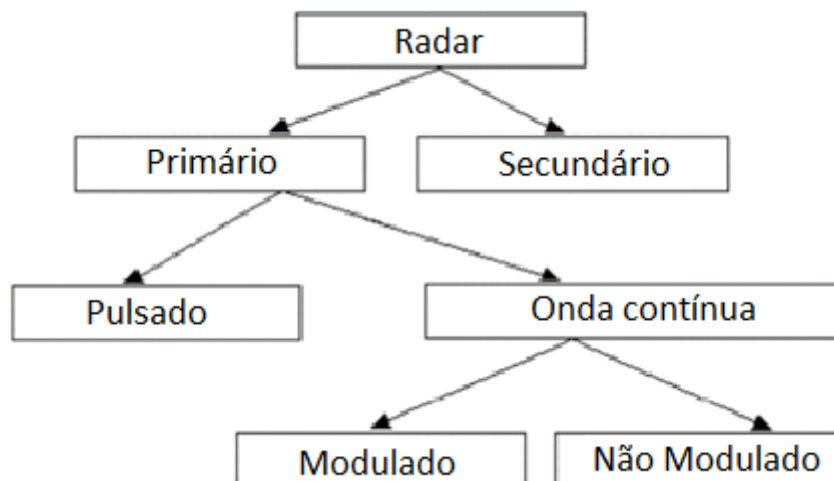 Radar
Primário
Secundário
Pulsado
Onda contínua
Modulado
Não Modulado